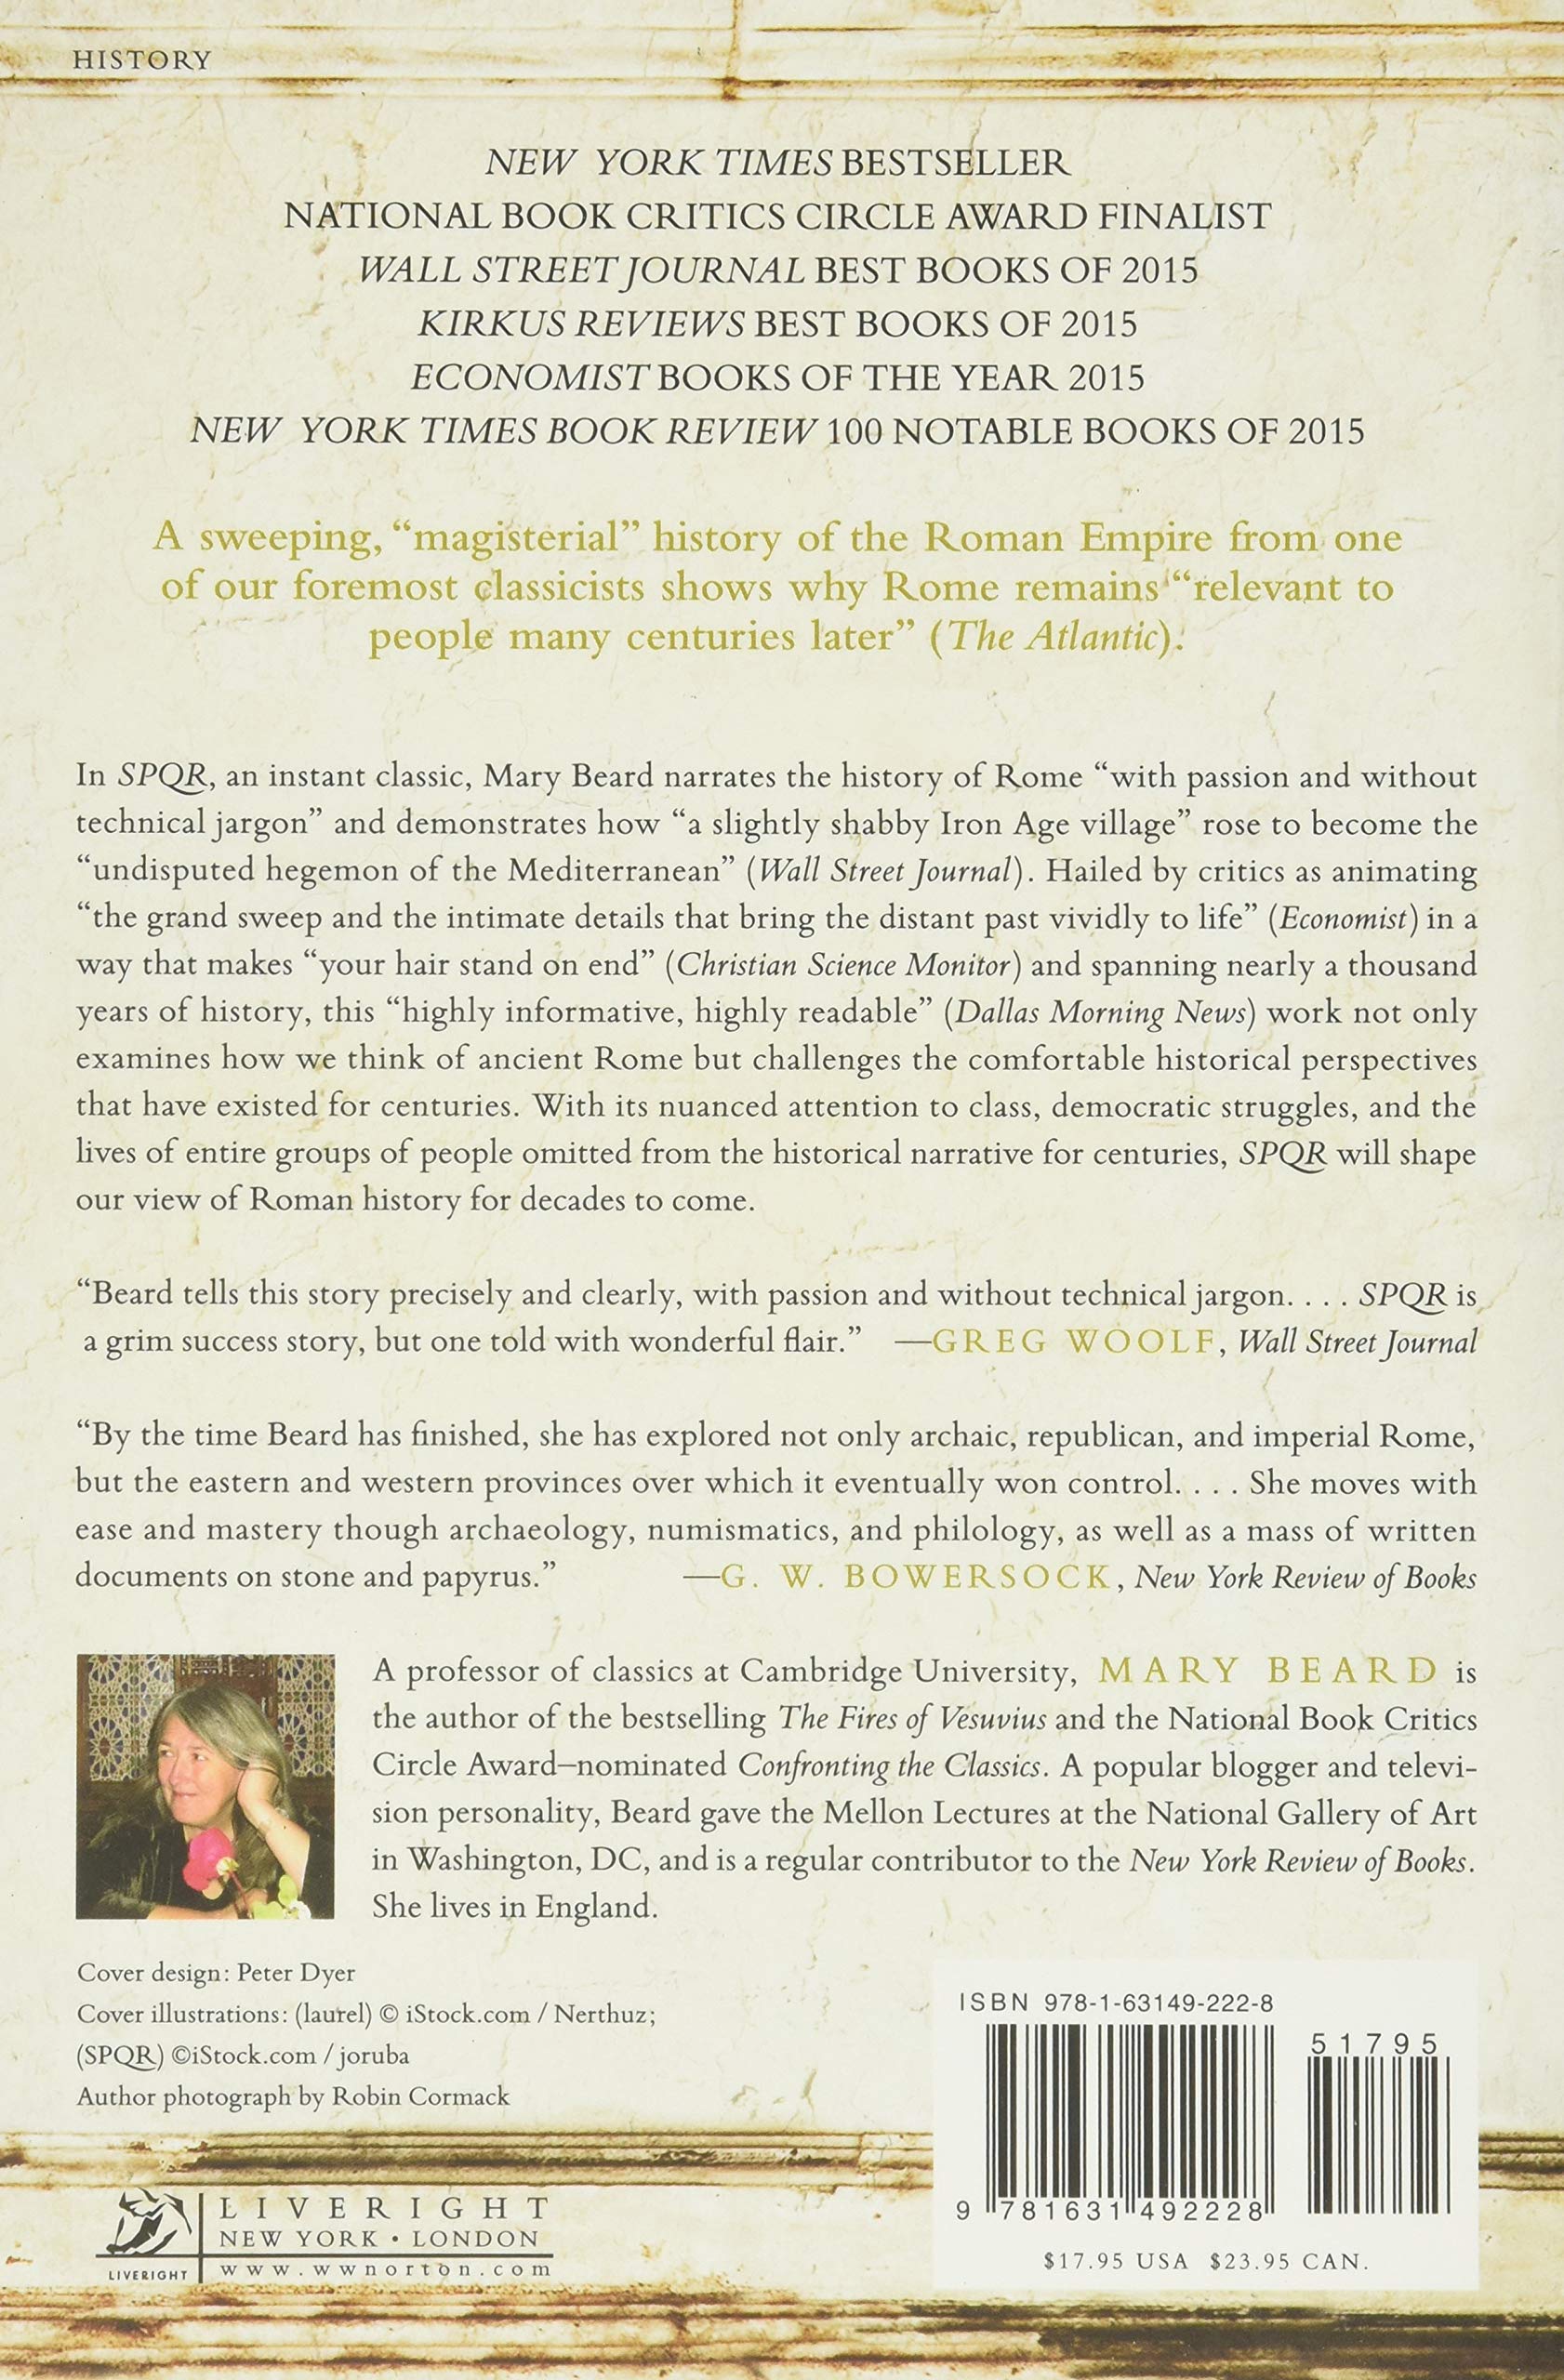 HISTORY
NEW YORK TIMES BESTSELLER
NATIONAL BOOK CRITICS CIRCLE AWARD FINALIST
WALL STREET JOURNAL BEST BOOKS OF 2015
KIRKUS REVIEWS BEST BOOKS OF 2015
ECONOMIST BOOKS OF THE YEAR 2015
NEW YORK TIMES BOOK REVIEW 100 NOTABLE BOOKS OF 2015
A sweeping, “magisterial” history of the Roman Empire from one
of our foremost classicists shows why Rome remains “relevant to
people many centuries later” (The Atlantic).
In SPQR, an instant classic, Mary Beard narrates the history of Rome “with passion and without
technical jargon” and demonstrates how “a slightly shabby Iron Age village” rose to become the
“undisputed hegemon of the Mediterranean” (Wall Street Journal). Hailed by critics as animating
“the grand sweep and the intimate details that bring the distant past vividly to life” (Economist) in a
way that makes “your hair stand on end” (Christian Science Monitor) and spanning nearly a thousand
years of history, this “highly informative, highly readable” (Dallas Morning News) work not only
examines how we think of ancient Rome but challenges the comfortable historical perspectives
that have existed for centuries. With its nuanced attention to class, democratic struggles, and the
lives of entire groups of people omitted from the historical narrative for centuries, SPQR will shape
our view of Roman history for decades to come.
“Beard tells this story precisely and clearly, with passion and without technical jargon. . . . SPQR is
a grim success story, but one told with wonderful flair.” —GREG WOOLF, Wall Street Journal
“By the time Beard has finished, she has explored not only archaic, republican, and imperial Rome,
but the eastern and western provinces over which it eventually won control. . . . She moves with
ease and mastery though archaeology, numismatics, and philology, as well as a mass of written
documents on stone and papyrus.” —G. W. BOWERSOCK, New York Review of Books
A professor of classics at Cambridge University, MARY BEARD is
the author of the bestselling The Fires of Vesuvius and the National Book Critics
Circle Award–nominated Confronting the Classics. A popular blogger and televi-
sion personality, Beard gave the Mellon Lectures at the National Gallery of Art
in Washington, DC, and is a regular contributor to the New York Review of Books.
She lives in England.
Cover design: Peter Dyer
Cover illustrations: (laurel) © iStock.com / Nerthuz;
(SPQR) ©iStock.com / joruba
Author photograph by Robin Cormack
LIVERIGHT
NEW YORK • LONDON
LIVERIGHT
www.wwnorton.com
ISBN 978-1-63149-222-8
51795
9 781631 492228
$17.95 USA $23.95 CAN.